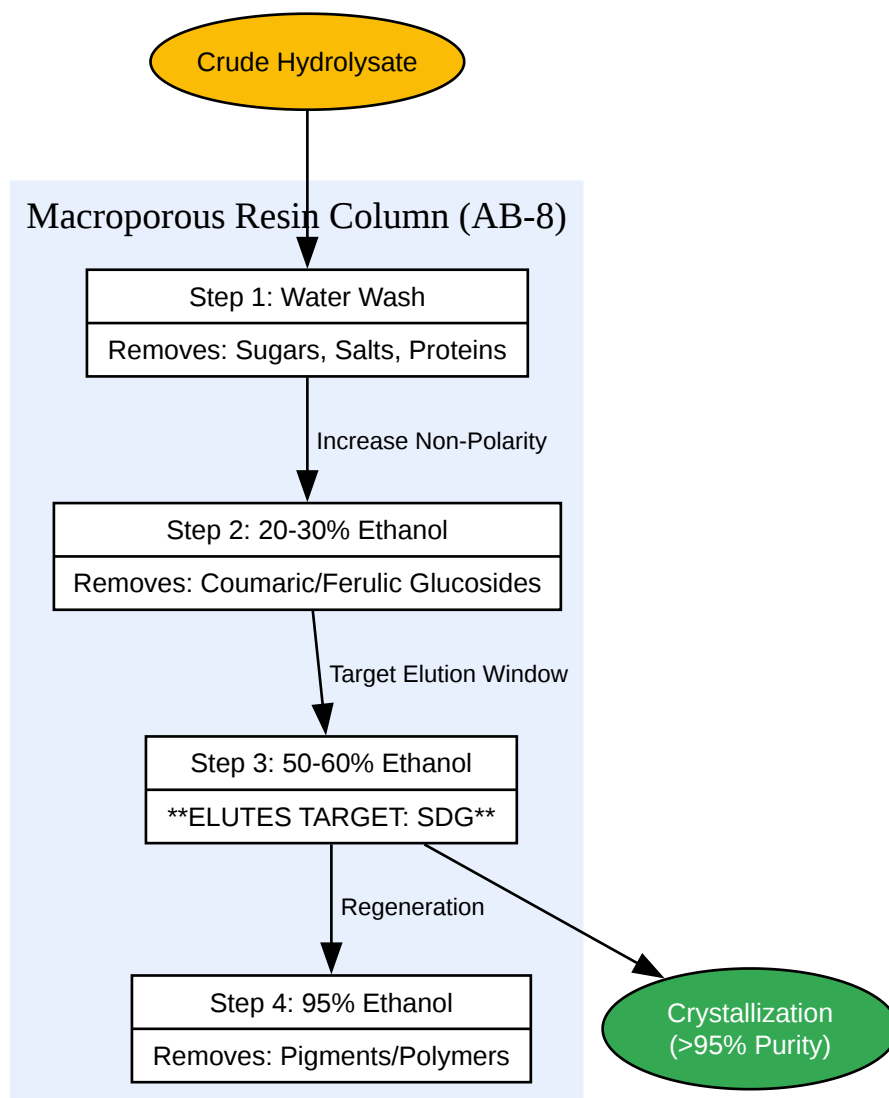 Crude Hydrolysate
Macroporous Resin Column (AB-8)
Step 1: Water Wash
Removes: Sugars, Salts, Proteins
Increase Non-Polarity
Step 2: 20-30% Ethanol
Removes: Coumaric/Ferulic Glucosides
Target Elution Window
Step 3: 50-60% Ethanol
**ELUTES TARGET: SDG**
Regeneration
Step 4: 95% Ethanol
Removes: Pigments/Polymers
Crystallization
(>95% Purity)